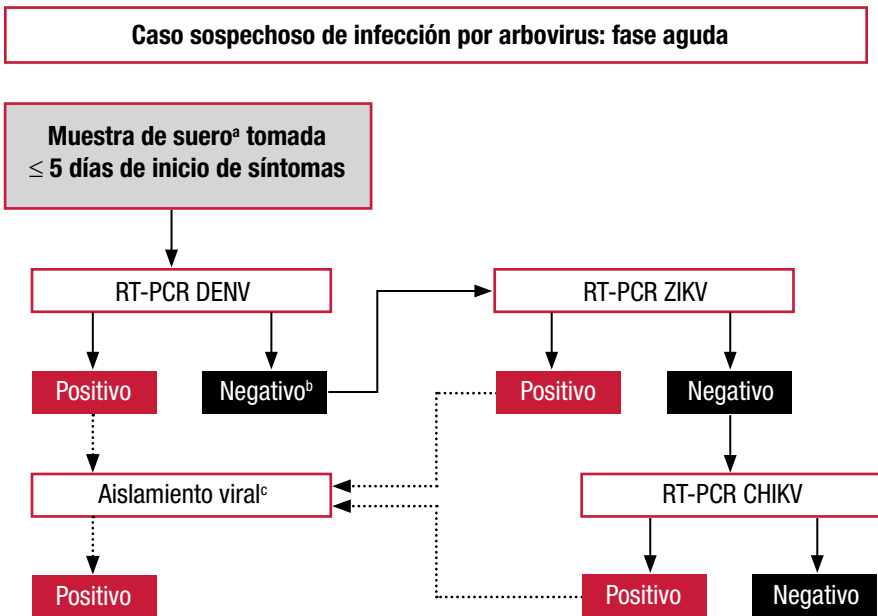 Caso sospechoso de infección por arbovirus: fase aguda
Muestra de sueroᵃ tomada
≤ 5 días de inicio de síntomas
RT-PCR DENV
RT-PCR ZIKV
Positivo
Negativoᵇ
Positivo
Negativo
Aislamiento viralᶜ
RT-PCR CHIKV
Positivo
Positivo
Negativo